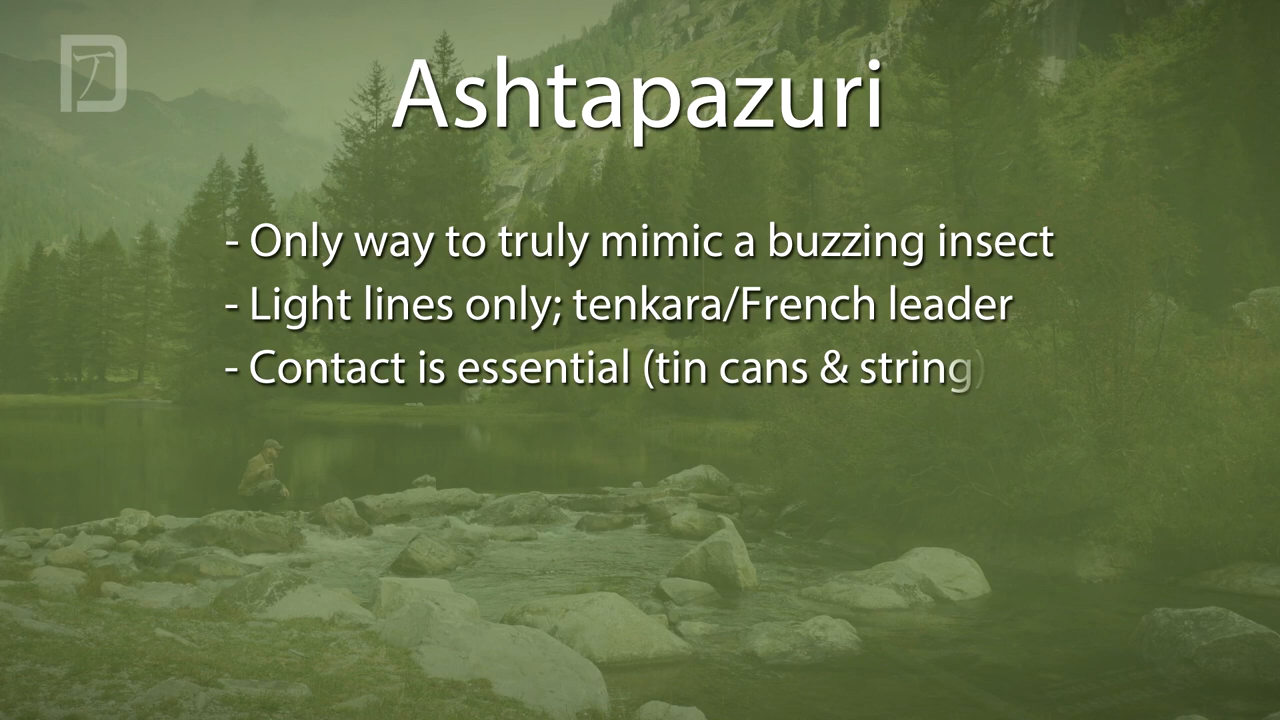 Ashtapazuri
- Only way to truly mimic a buzzing insect
- Light lines only; tenkara/French leader
- Contact is essential (tin cans & string)